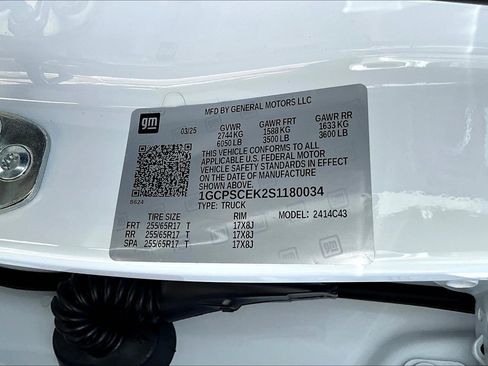 gm
MFD BY GENERAL MOTORS LLC
03/25 GVWR GAWR FRT GAWR RR
2744 KG 1588 KG 1633 KG
6050 LB 3500 LB 3600 LB
THIS VEHICLE CONFORMS TO ALL
APPLICABLE U.S. FEDERAL MOTOR
VEHICLE SAFETY STANDARDS IN EFFECT
ON THE DATE OF MANUFACTURE
SHOWN ABOVE.
1GCPSCEK2S1180034
B624 TYPE: TRUCK
TIRE SIZE RIM MODEL: 2414C43
FRT 255/65R17 T 17X8J
RR 255/65R17 T 17X8J
SPA 255/65R17 T 17X8J